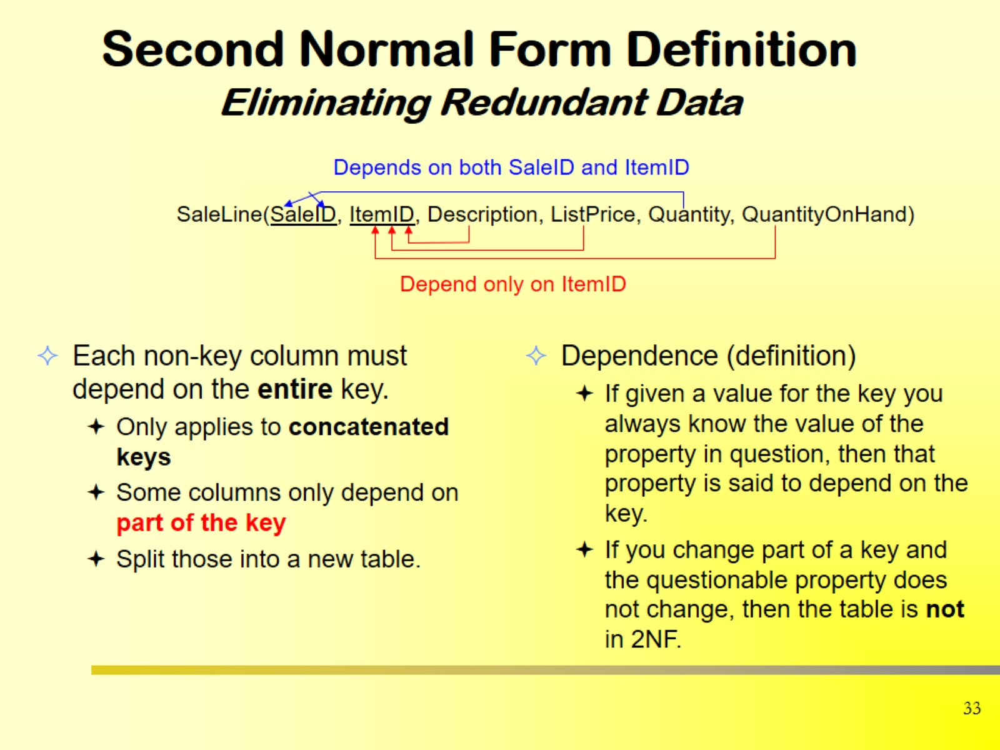 Second Normal Form Definition
Eliminating Redundant Data
Depends on both SaleID and ItemID
SaleLine(SaleID, ItemID, Description, ListPrice, Quantity, QuantityOnHand)
Depend only on ItemID
Each non-key column must
depend on the entire key.
Only applies to concatenated
keys
Some columns only depend on
part of the key
Split those into a new table.
Dependence (definition)
If given a value for the key you
always know the value of the
property in question, then that
property is said to depend on the
key.
If you change part of a key and
the questionable property does
not change, then the table is not
in 2NF.
33